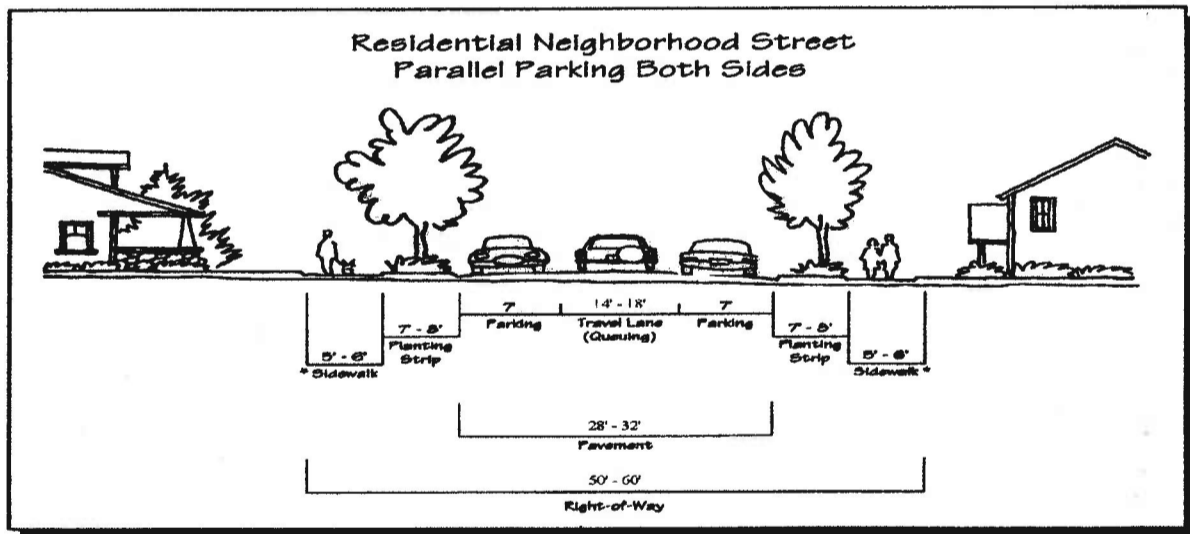 Residential Neighborhood Street
Parallel Parking Both Sides
7' 14' - 18' 7'
Parking Travel Lane Parking
(Queuing)
7' - 8' 7' - 8'
Planting Planting
Strip Strip
5' - 6' 5' - 6'
* Sidewalk Sidewalk *
28' - 32'
Pavement
50' - 60'
Right-of-Way